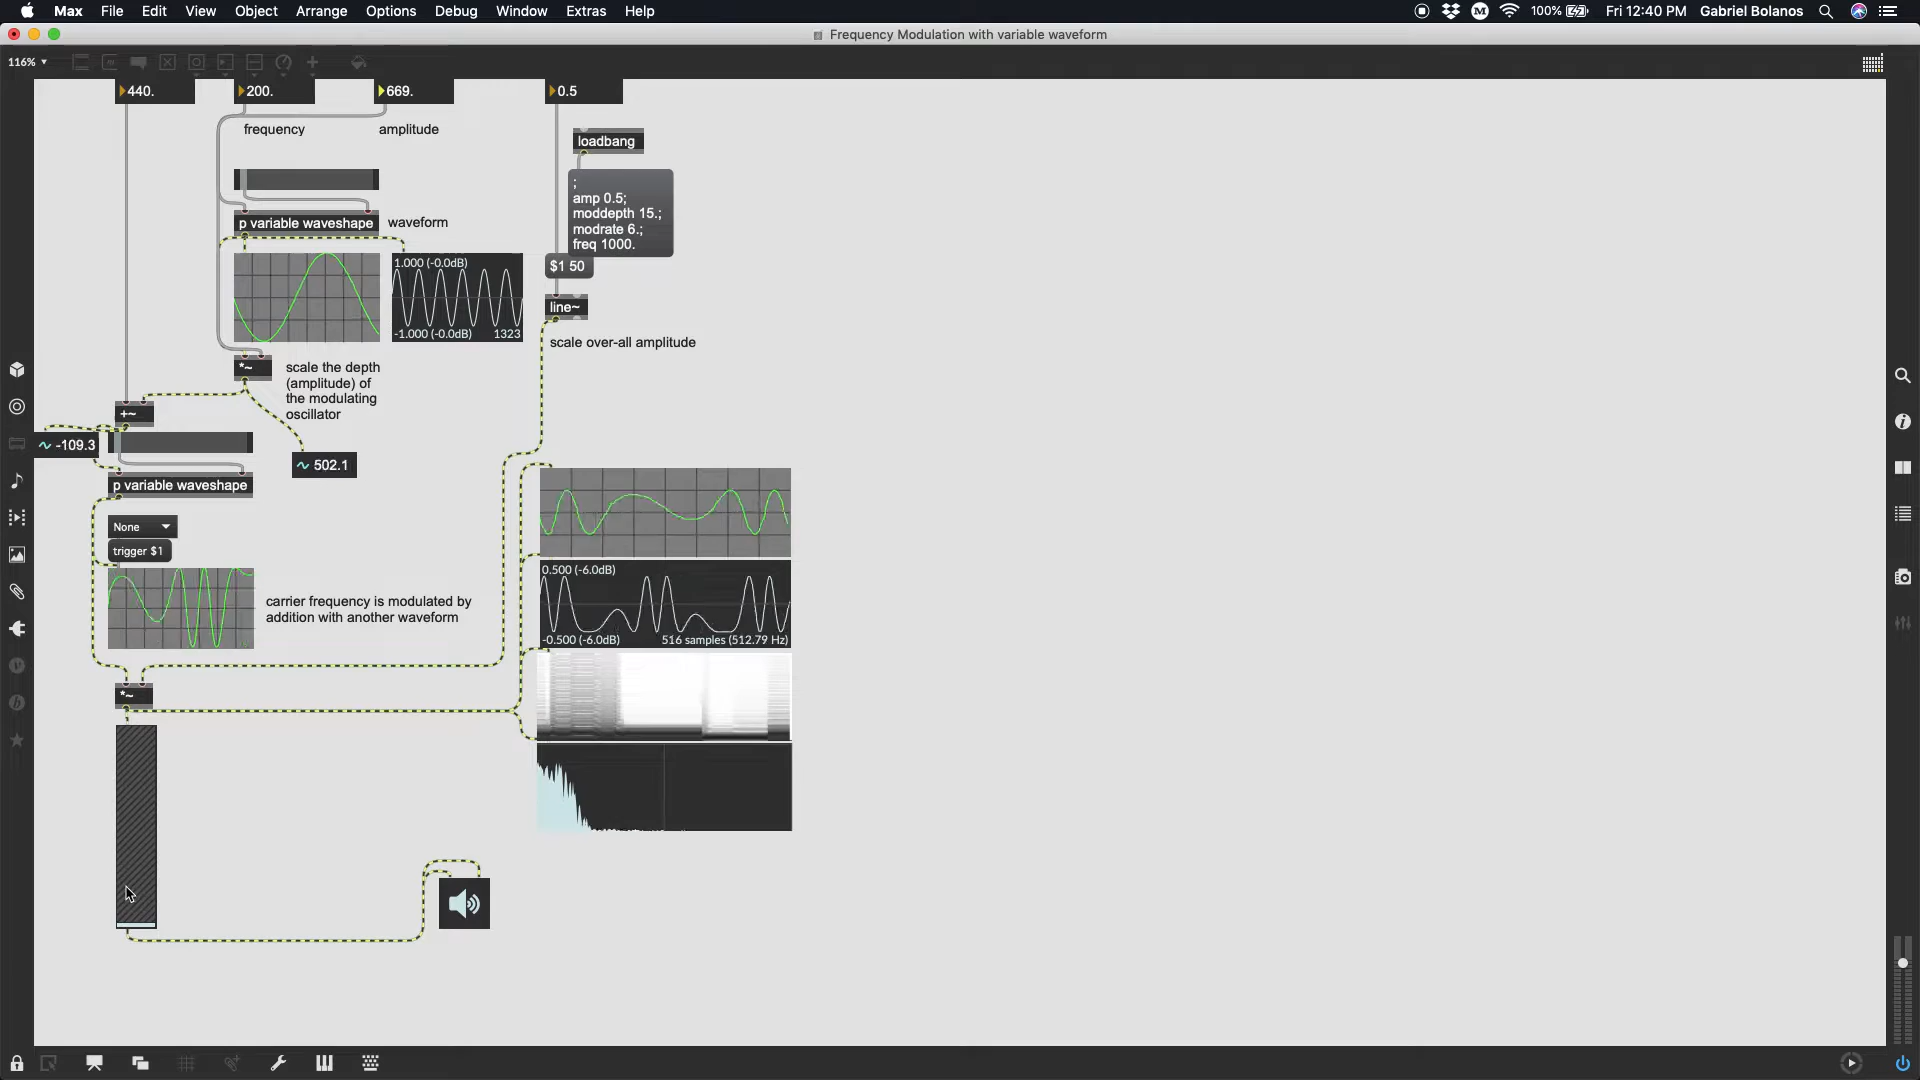 Max File Edit View Object Arrange Options Debug Window Extras Help
100% Fri 12:40 PM Gabriel Bolanos
Frequency Modulation with variable waveform
116%
440. 200. 669. 0.5
frequency amplitude
loadbang
;
amp 0.5;
moddepth 15.;
modrate 6.;
freq 1000.
p variable waveshape waveform
1.000 (-0.0dB)
-1.000 (-0.0dB) 1323
$1 50
line~
scale over-all amplitude
*~
scale the depth
(amplitude) of
the modulating
oscillator
+~
-109.3
502.1
p variable waveshape
None
trigger $1
carrier frequency is modulated by
addition with another waveform
0.500 (-6.0dB)
-0.500 (-6.0dB) 516 samples (512.79 Hz)
*~